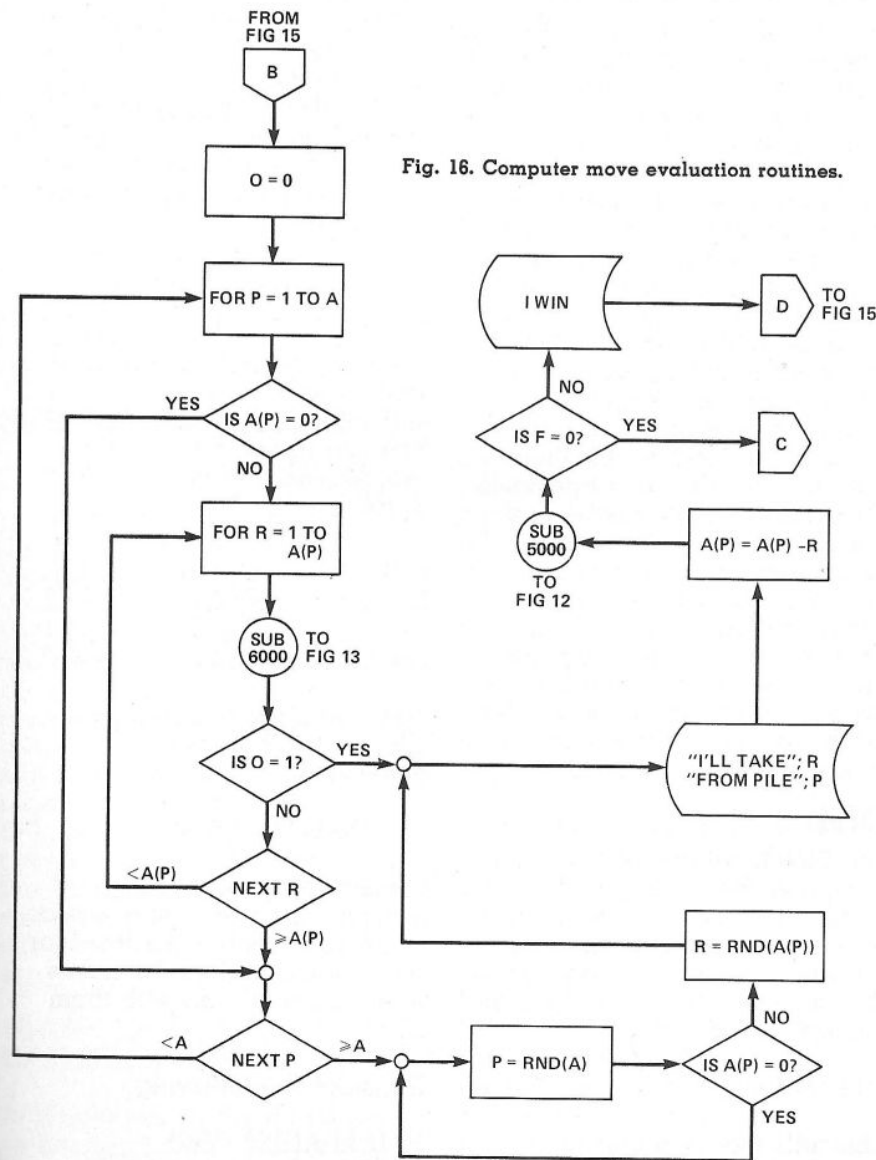 FROM
FIG 15
B
O = 0
Fig. 16. Computer move evaluation routines.
FOR P = 1 TO A
I WIN
D
TO
FIG 15
NO
YES
IS A(P) = 0?
IS F = 0?
YES
C
NO
FOR R = 1 TO
A(P)
SUB
5000
A(P) = A(P) –R
TO
FIG 12
SUB
6000
TO
FIG 13
IS O = 1?
YES
"I'LL TAKE"; R
"FROM PILE"; P
NO
<A(P)
NEXT R
⩾A(P)
R = RND(A(P))
NO
<A
NEXT P
⩾A
P = RND(A)
IS A(P) = 0?
YES